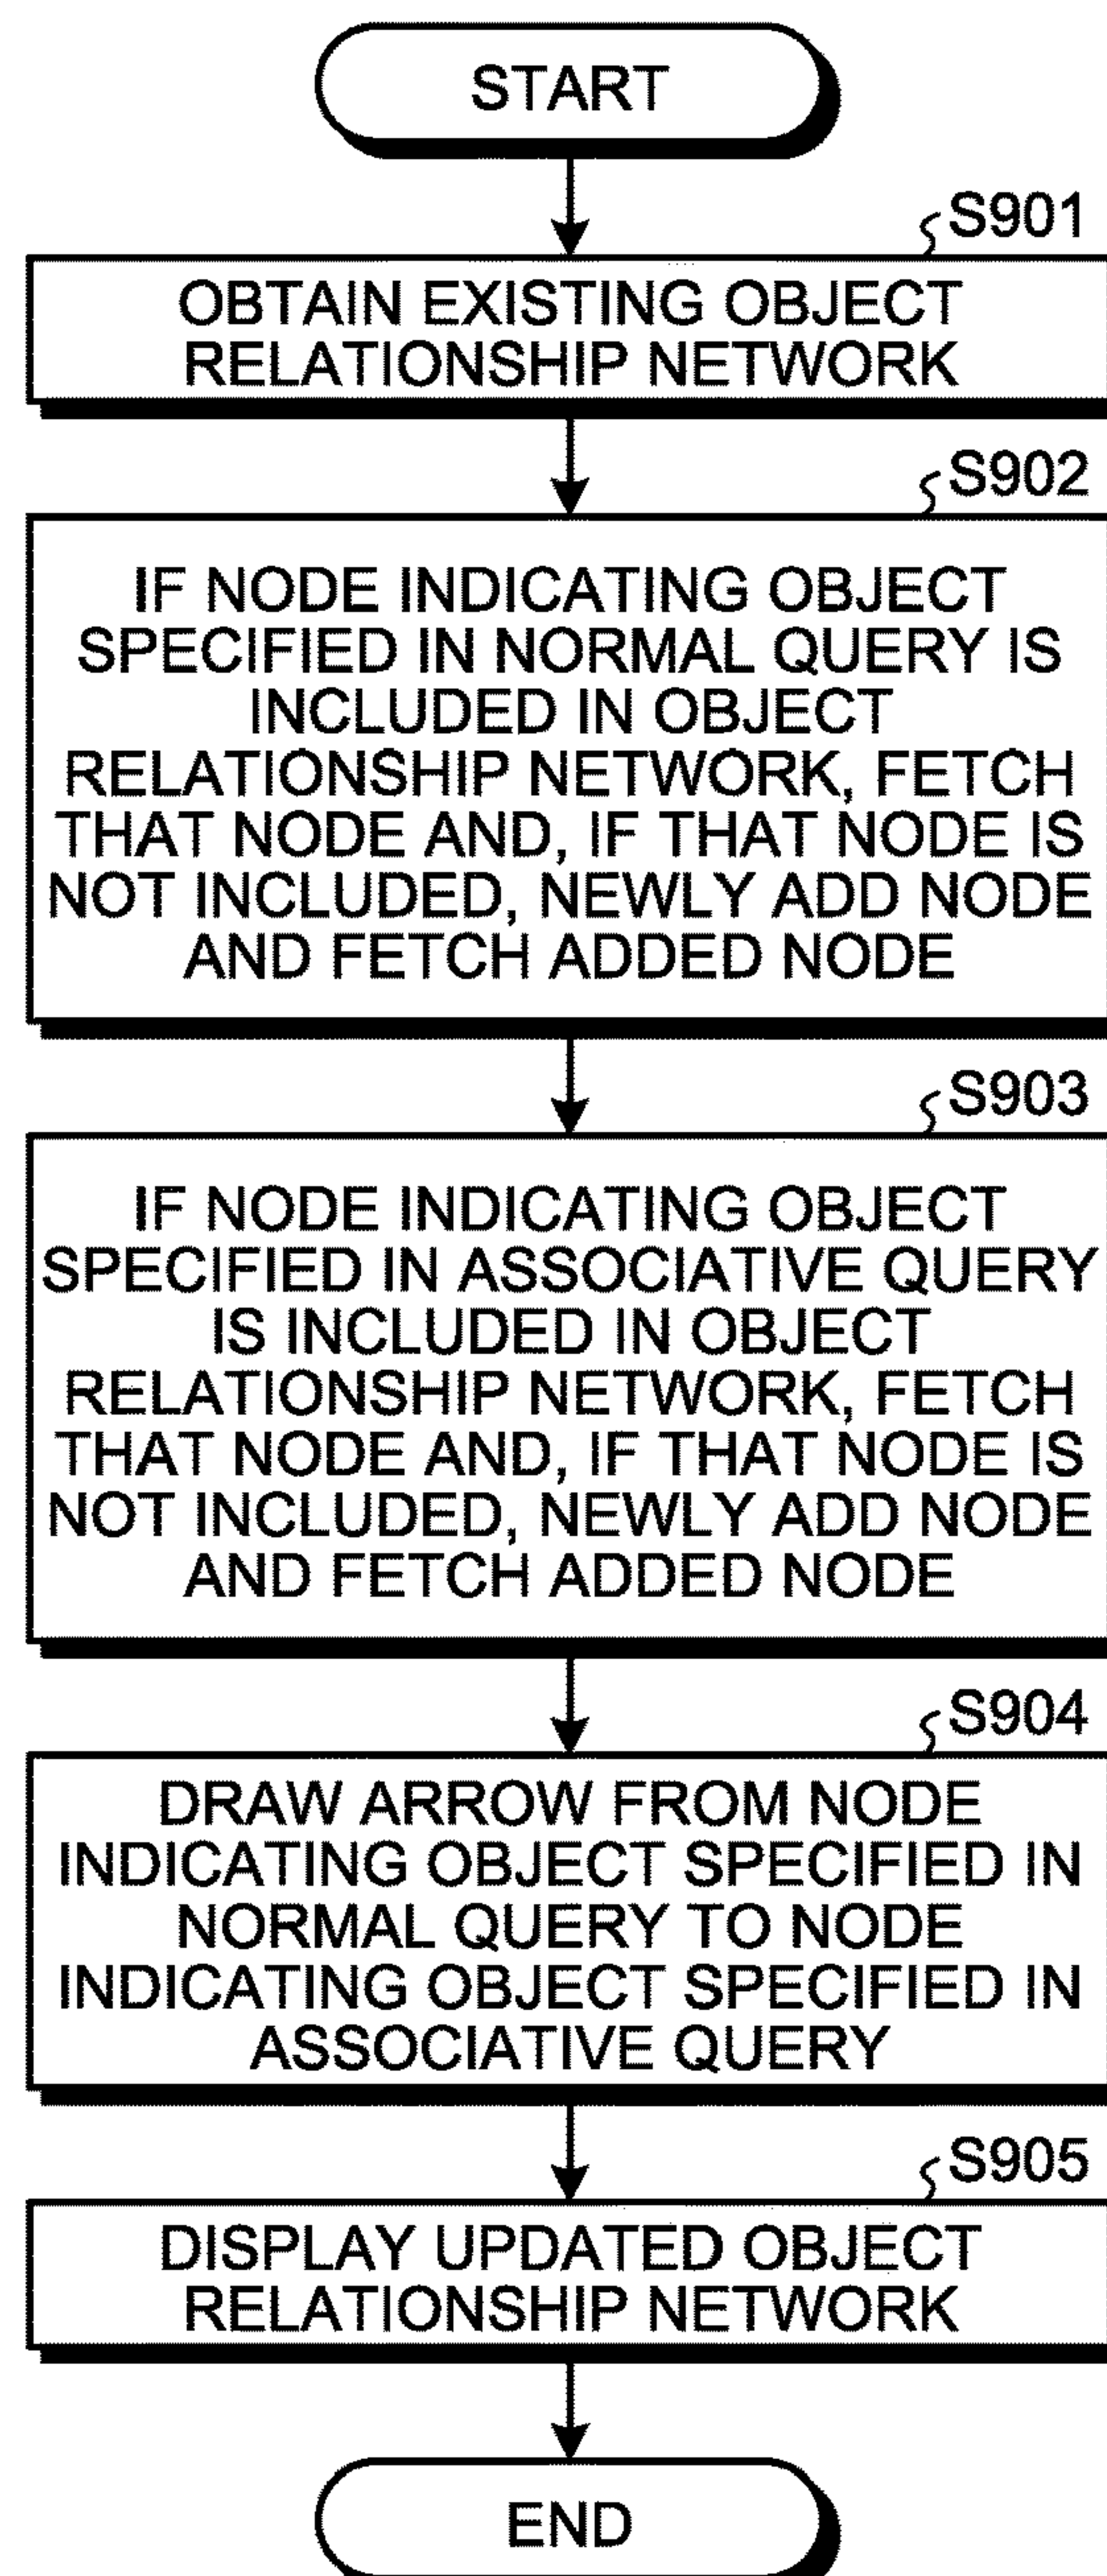 START
S901
OBTAIN EXISTING OBJECT
RELATIONSHIP NETWORK
S902
IF NODE INDICATING OBJECT
SPECIFIED IN NORMAL QUERY IS
INCLUDED IN OBJECT
RELATIONSHIP NETWORK, FETCH
THAT NODE AND, IF THAT NODE IS
NOT INCLUDED, NEWLY ADD NODE
AND FETCH ADDED NODE
S903
IF NODE INDICATING OBJECT
SPECIFIED IN ASSOCIATIVE QUERY
IS INCLUDED IN OBJECT
RELATIONSHIP NETWORK, FETCH
THAT NODE AND, IF THAT NODE IS
NOT INCLUDED, NEWLY ADD NODE
AND FETCH ADDED NODE
S904
DRAW ARROW FROM NODE
INDICATING OBJECT SPECIFIED IN
NORMAL QUERY TO NODE
INDICATING OBJECT SPECIFIED IN
ASSOCIATIVE QUERY
S905
DISPLAY UPDATED OBJECT
RELATIONSHIP NETWORK
END